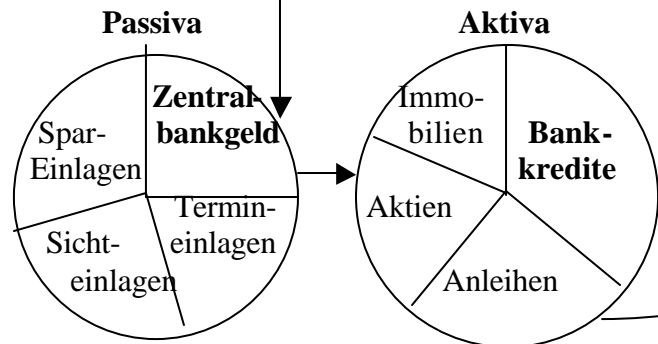 Passiva
Zentral-
bankgeld
Spar-
Einlagen
Termin-
einlagen
Sicht-
einlagen
Aktiva
Immo-
bilien
Bank-
kredite
Aktien
Anleihen